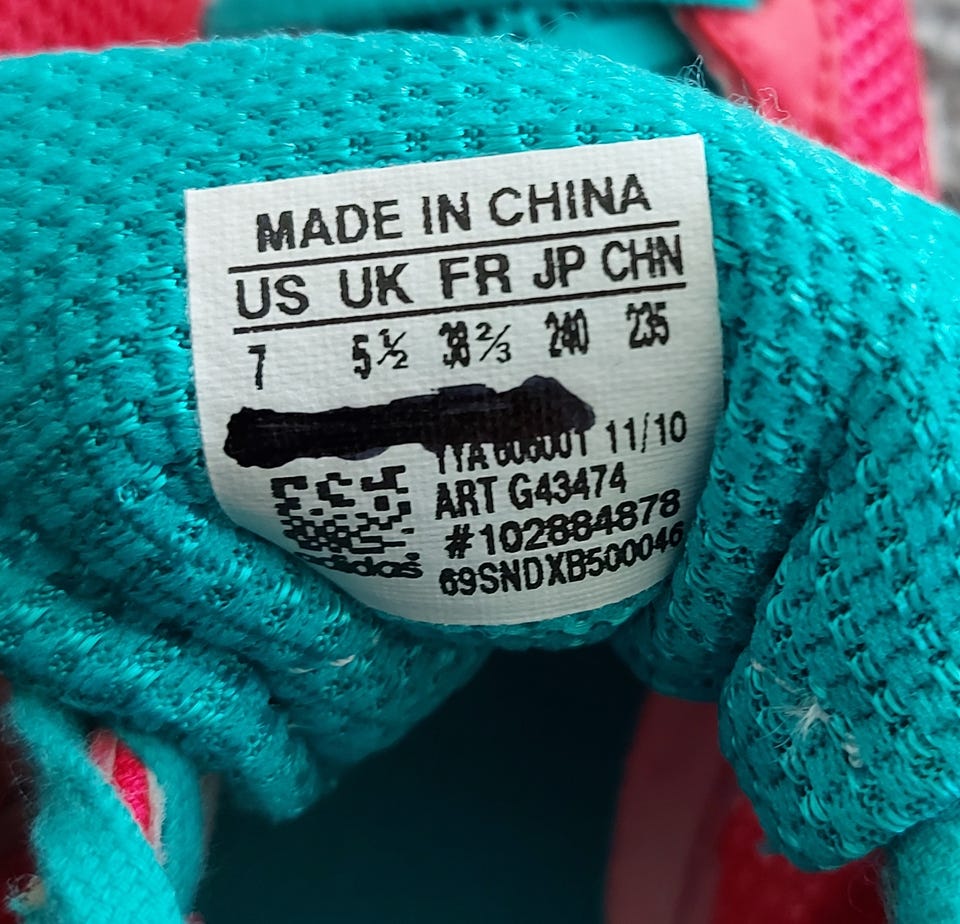 MADE IN CHINA
US UK FR JP CHN
7 5½ 38⅔ 240 235
11/10
ART G43474
#102884878
69SNDXB500046
adidas